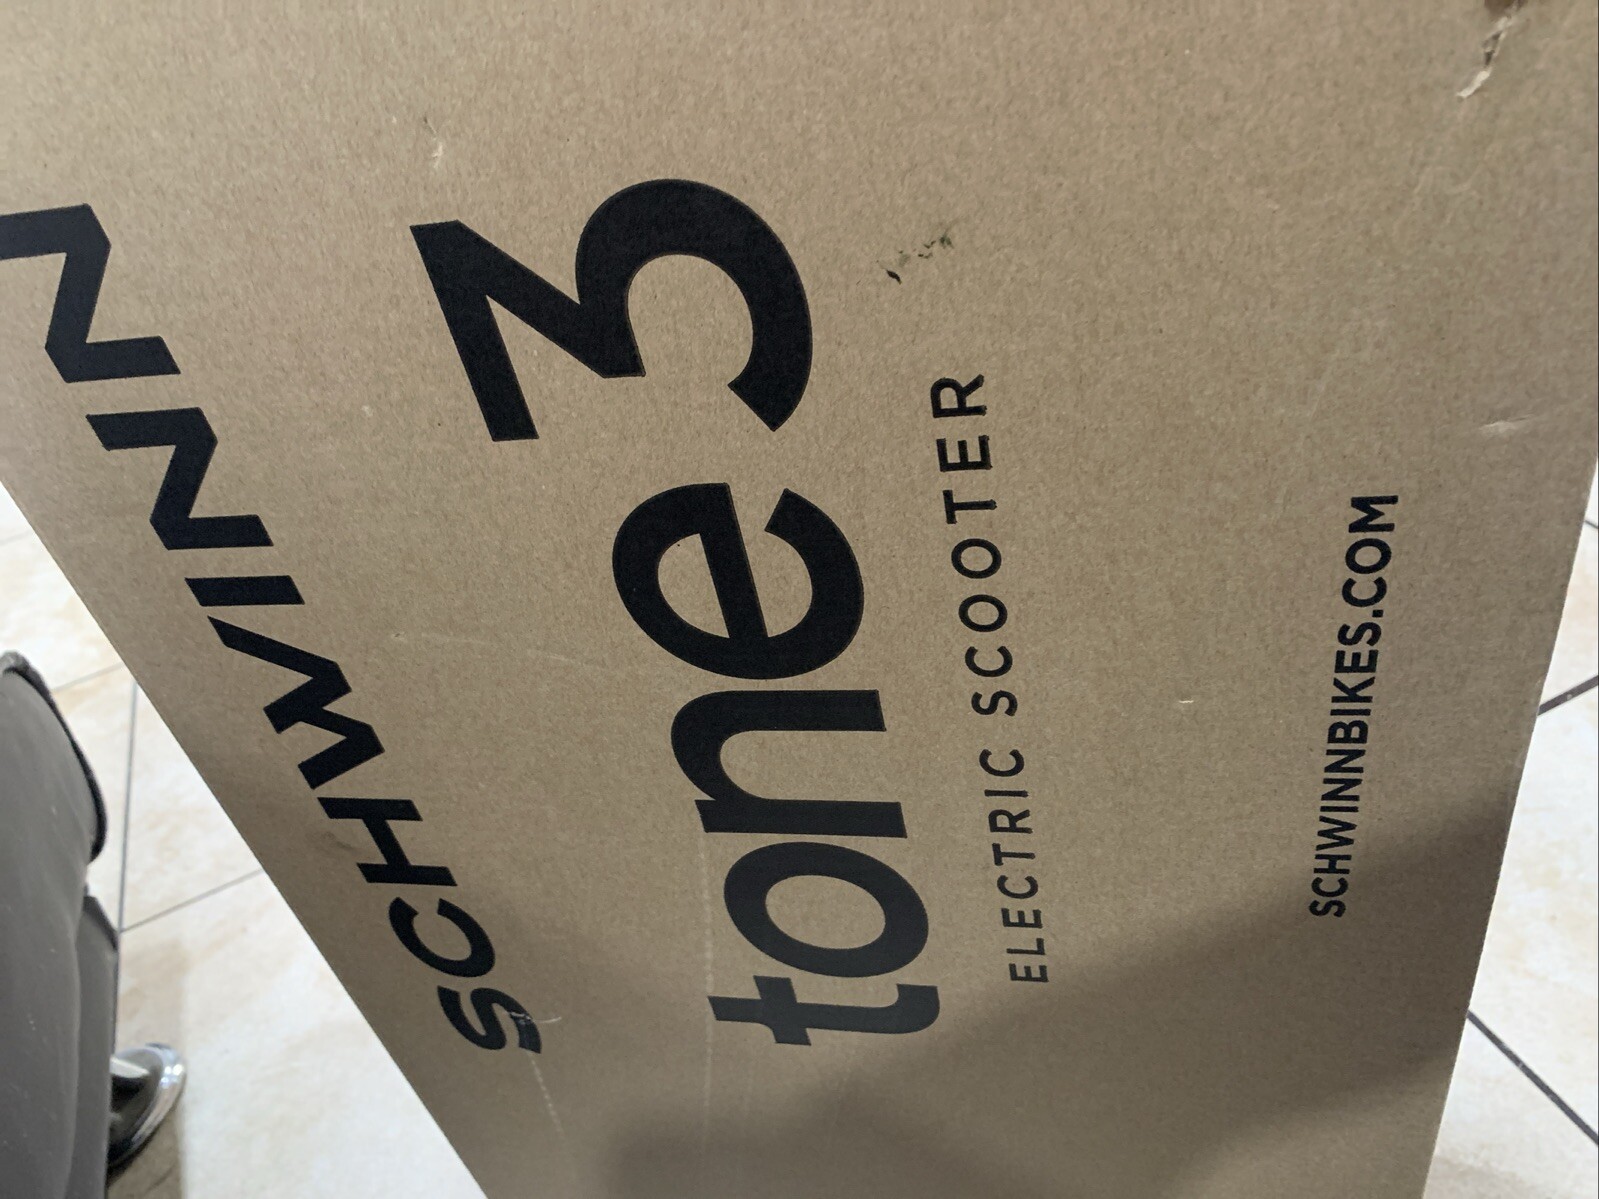 SCHWINN
tone 3
ELECTRIC SCOOTER
SCHWINNBIKES.COM